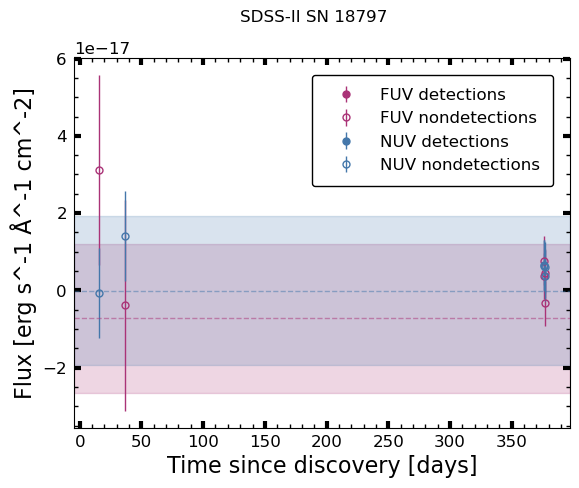 SDSS-II SN 18797
1e−17
6
4
2
0
−2
Flux [erg s^-1 Å^-1 cm^-2]
FUV detections
FUV nondetections
NUV detections
NUV nondetections
0 50 100 150 200 250 300 350
Time since discovery [days]